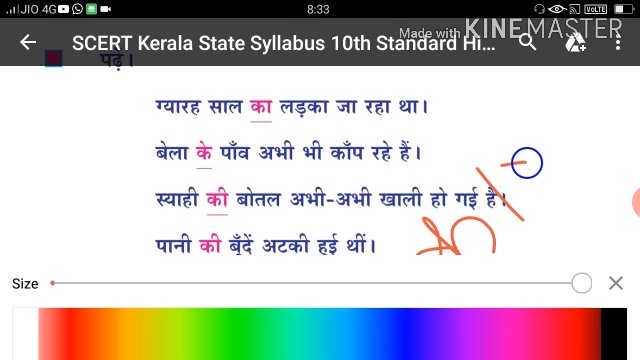 JIO 4G 8:33 VoLTE
Made with KINEMASTER
SCERT Kerala State Syllabus 10th Standard Hi...
पढ़ें।
ग्यारह साल का लड़का जा रहा था।
बेला के पाँव अभी भी काँप रहे हैं।
स्याही की बोतल अभी-अभी खाली हो गई है।
पानी की बूँदें अटकी हुई थीं।
Size